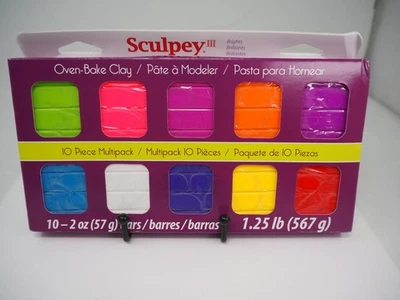 Sculpey III
Brights
Brillants
Brillantes
Oven-Bake Clay / Pâte à Modeler / Pasta para Hornear
10 Piece Multipack / Multipack 10 Pièces / Paquete de 10 Piezas
10 – 2 oz (57 g) bars / barres / barras 1.25 lb (567 g)